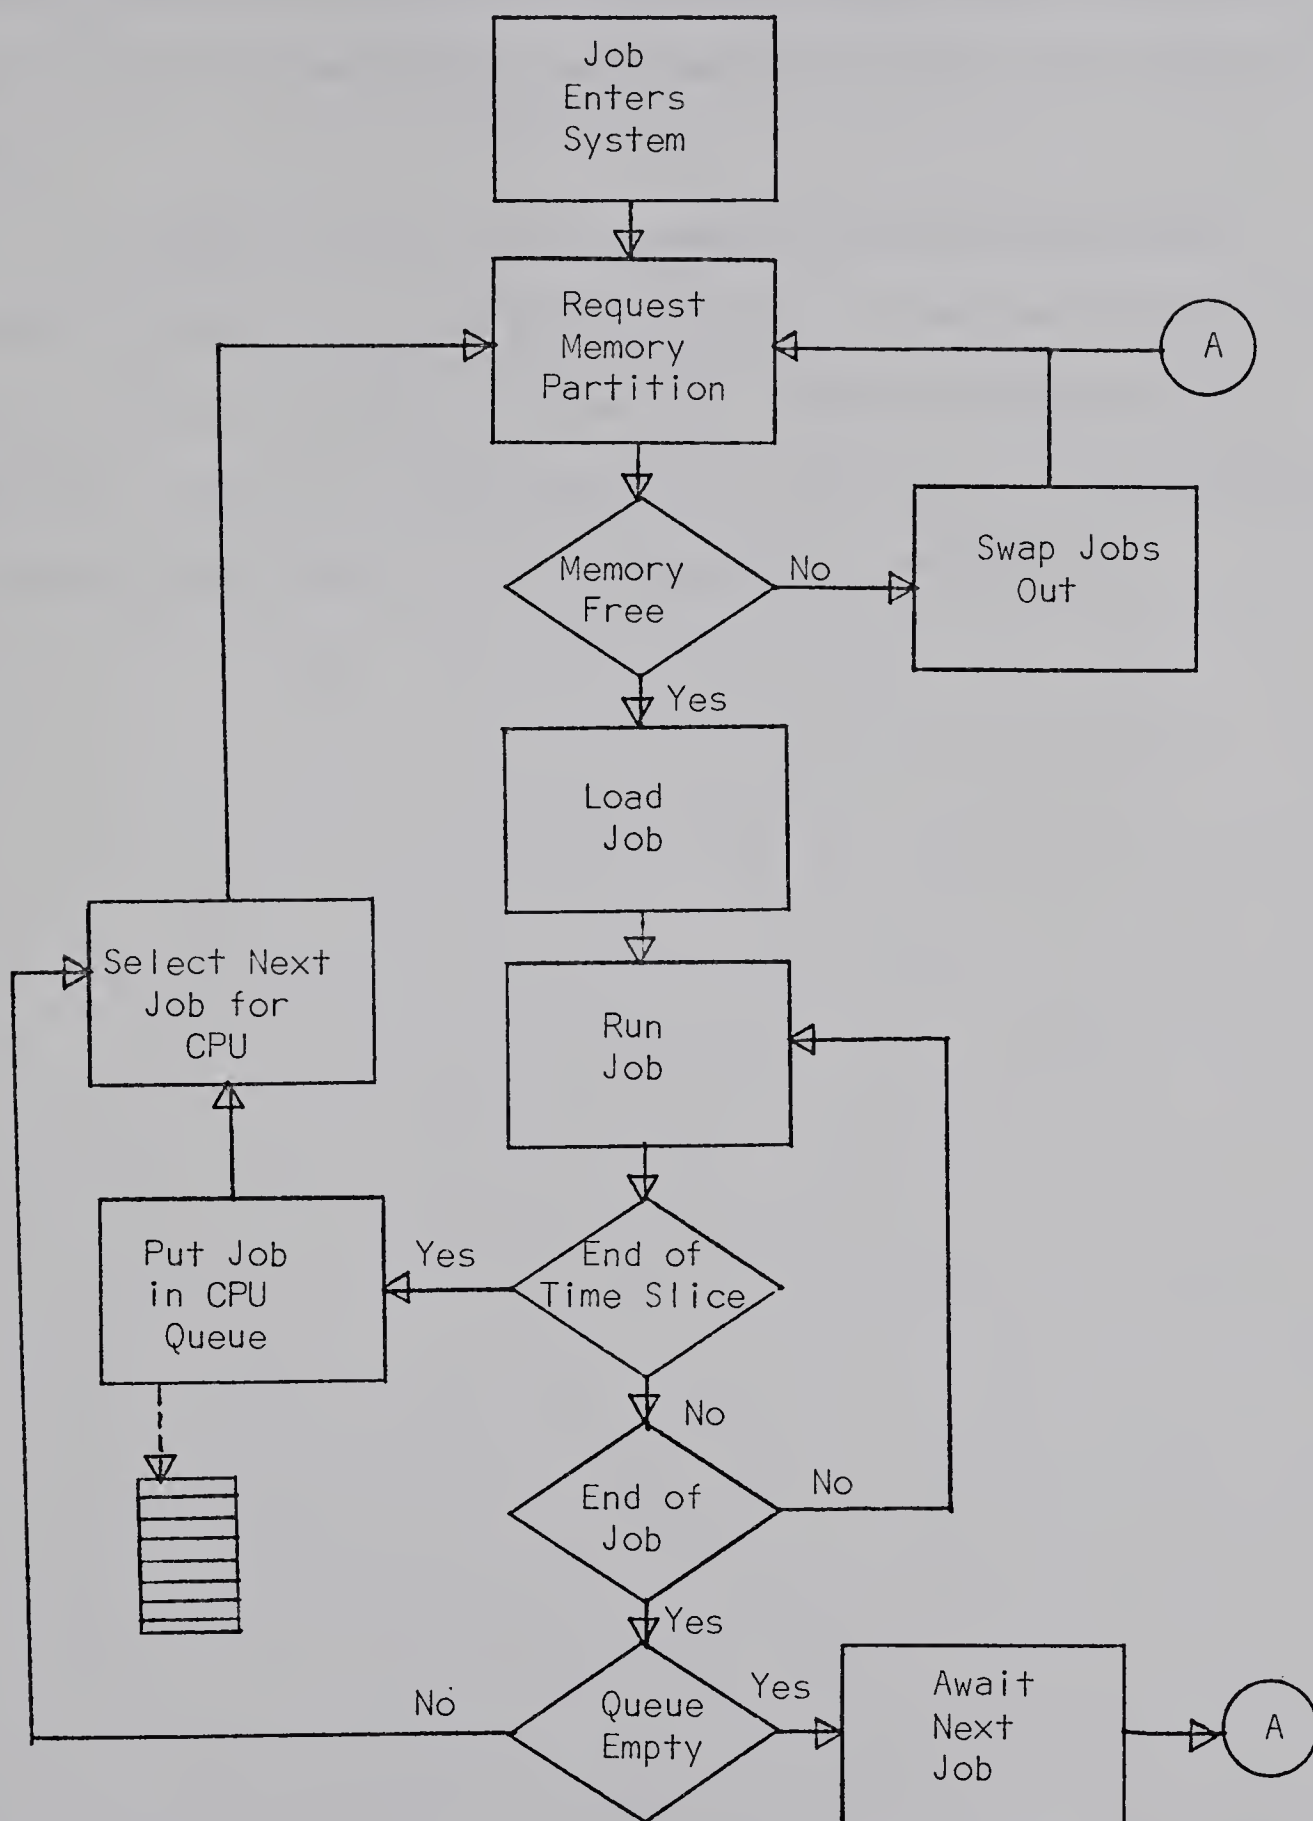 Job
Enters
System
Request
Memory
Partition
A
Memory
Free
No
Swap Jobs
Out
Yes
Load
Job
Select Next
Job for
CPU
Run
Job
Put Job
in CPU
Queue
Yes
End of
Time Slice
No
End of
Job
No
Yes
No
Queue
Empty
Yes
Await
Next
Job
A